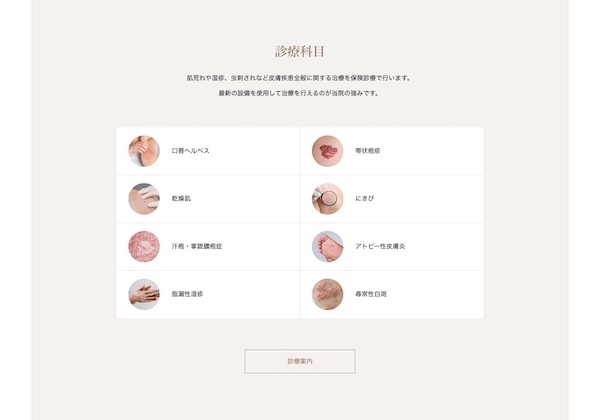 診療科目
肌荒れや湿疹、虫刺されなど皮膚疾患全般に関する治療を保険診療で行います。
最新の設備を使用して治療を行えるのが当院の強みです。
口唇ヘルペス
帯状疱疹
乾燥肌
にきび
汗疱・掌蹠膿疱症
アトピー性皮膚炎
脂漏性湿疹
尋常性白斑
診療案内